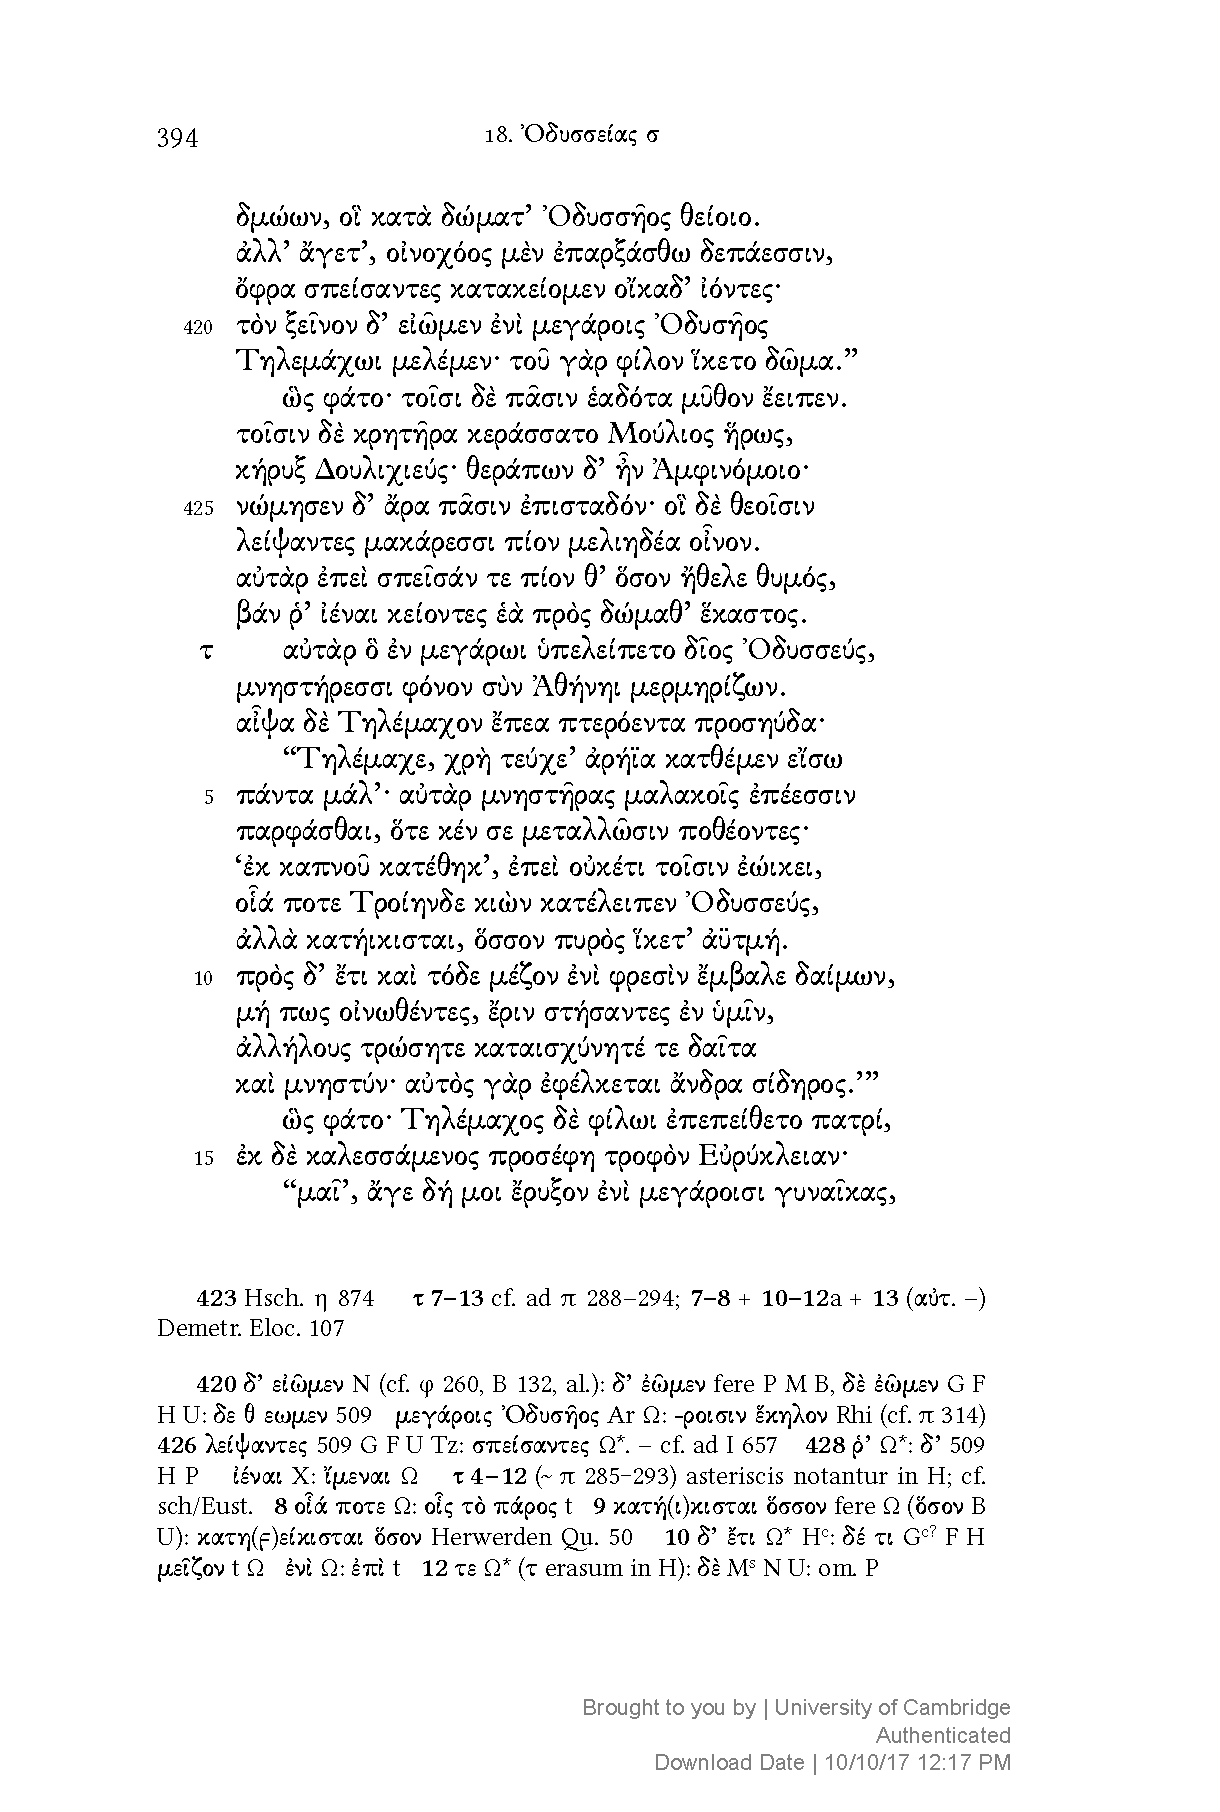 394 18. Ὀδυσσείας σ
δμώων, οἳ κατὰ δώματ’ Ὀδυσσῆος θείοιο.
ἀλλ’ ἄγετ’, οἰνοχόος μὲν ἐπαρξάσθω δεπάεσσιν,
ὄφρα σπείσαντες κατακείομεν οἴκαδ’ ἰόντες·
420 τὸν ξεῖνον δ’ εἰῶμεν ἐνὶ μεγάροις Ὀδυσῆος
Τηλεμάχωι μελέμεν· τοῦ γὰρ φίλον ἵκετο δῶμα.”
ὣς φάτο· τοῖσι δὲ πᾶσιν ἑαδότα μῦθον ἔειπεν.
τοῖσιν δὲ κρητῆρα κεράσσατο Μούλιος ἥρως,
κήρυξ Δουλιχιεύς· θεράπων δ’ ἦν Ἀμφινόμοιο·
425 νώμησεν δ’ ἄρα πᾶσιν ἐπισταδόν· οἳ δὲ θεοῖσιν
λείψαντες μακάρεσσι πίον μελιηδέα οἶνον.
αὐτὰρ ἐπεὶ σπεῖσάν τε πίον θ’ ὅσον ἤθελε θυμός,
βάν ῥ’ ἰέναι κείοντες ἑὰ πρὸς δώμαθ’ ἕκαστος.
τ αὐτὰρ ὃ ἐν μεγάρωι ὑπελείπετο δῖος Ὀδυσσεύς,
μνηστήρεσσι φόνον σὺν Ἀθήνηι μερμηρίζων.
αἶψα δὲ Τηλέμαχον ἔπεα πτερόεντα προσηύδα·
“Τηλέμαχε, χρὴ τεύχε’ ἀρήϊα κατθέμεν εἴσω
5 πάντα μάλ’· αὐτὰρ μνηστῆρας μαλακοῖς ἐπέεσσιν
παρφάσθαι, ὅτε κέν σε μεταλλῶσιν ποθέοντες·
‘ἐκ καπνοῦ κατέθηκ’, ἐπεὶ οὐκέτι τοῖσιν ἐώικει,
οἷά ποτε Τροίηνδε κιὼν κατέλειπεν Ὀδυσσεύς,
ἀλλὰ κατήικισται, ὅσσον πυρὸς ἵκετ’ ἀϋτμή.
10 πρὸς δ’ ἔτι καὶ τόδε μέζον ἐνὶ φρεσὶν ἔμβαλε δαίμων,
μή πως οἰνωθέντες, ἔριν στήσαντες ἐν ὑμῖν,
ἀλλήλους τρώσητε καταισχύνητέ τε δαῖτα
καὶ μνηστύν· αὐτὸς γὰρ ἐφέλκεται ἄνδρα σίδηρος.’”
ὣς φάτο· Τηλέμαχος δὲ φίλωι ἐπεπείθετο πατρί,
15 ἐκ δὲ καλεσσάμενος προσέφη τροφὸν Εὐρύκλειαν·
“μαῖ’, ἄγε δή μοι ἔρυξον ἐνὶ μεγάροισι γυναῖκας,
423 Hsch. η 874 τ 7–13 cf. ad π 288–294; 7–8 + 10–12a + 13 (αὐτ. –)
Demetr. Eloc. 107
420 δ’ εἰῶμεν N (cf. φ 260, B 132, al.): δ’ ἐῶμεν fere P M B, δὲ ἐῶμεν G F
H U: δε θ εωμεν 509 μεγάροις Ὀδυσῆος Ar Ω: -ροισιν ἕκηλον Rhi (cf. π 314)
426 λείψαντες 509 G F U Tz: σπείσαντες Ω*. – cf. ad I 657 428 ῥ’ Ω*: δ’ 509
H P ἰέναι X: ἴμεναι Ω τ 4–12 (~ π 285–293) asteriscis notantur in H; cf.
sch/Eust. 8 οἷά ποτε Ω: οἷς τὸ πάρος t 9 κατή(ι)κισται ὅσσον fere Ω (ὅσον B
U): κατη(ϝ)είκισται ὅσον Herwerden Qu. 50 10 δ’ ἔτι Ω* Hᶜ: δέ τι Gᶜ? F H
μεῖζον t Ω ἐνὶ Ω: ἐπὶ t 12 τε Ω* (τ erasum in H): δὲ Mˢ N U: om. P
Brought to you by | University of Cambridge
Authenticated
Download Date | 10/10/17 12:17 PM